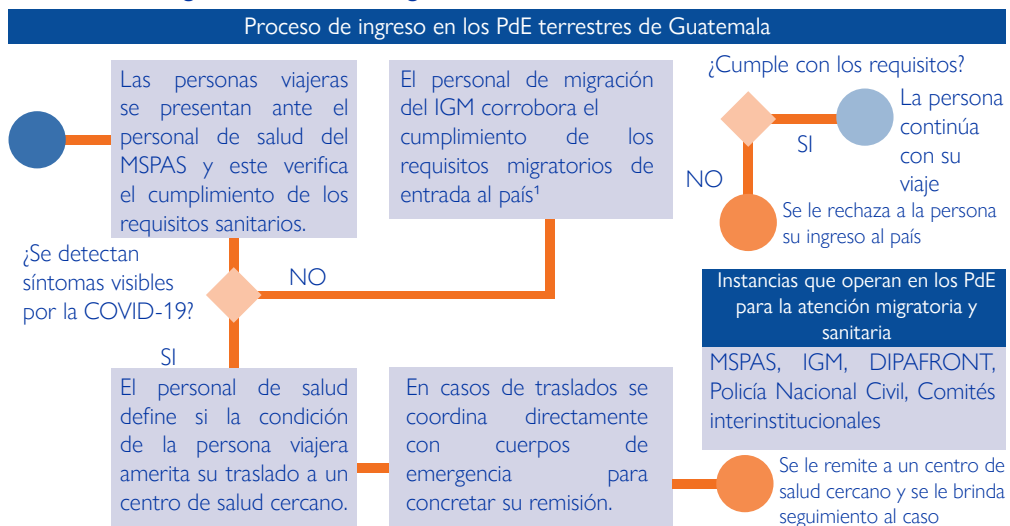 Proceso de ingreso en los PdE terrestres de Guatemala
Las personas viajeras
se presentan ante el
personal de salud del
MSPAS y este verifica
el cumplimiento de los
requisitos sanitarios.
El personal de migración
del IGM corrobora el
cumplimiento de los
requisitos migratorios de
entrada al país¹
¿Cumple con los requisitos?
SI
La persona
continúa
con su
viaje
NO
Se le rechaza a la persona
su ingreso al país
¿Se detectan
síntomas visibles
por la COVID-19?
NO
SI
El personal de salud
define si la condición
de la persona viajera
amerita su traslado a un
centro de salud cercano.
En casos de traslados se
coordina directamente
con cuerpos de
emergencia para
concretar su remisión.
Instancias que operan en los PdE
para la atención migratoria y
sanitaria
MSPAS, IGM, DIPAFRONT,
Policía Nacional Civil, Comités
interinstitucionales
Se le remite a un centro de
salud cercano y se le brinda
seguimiento al caso